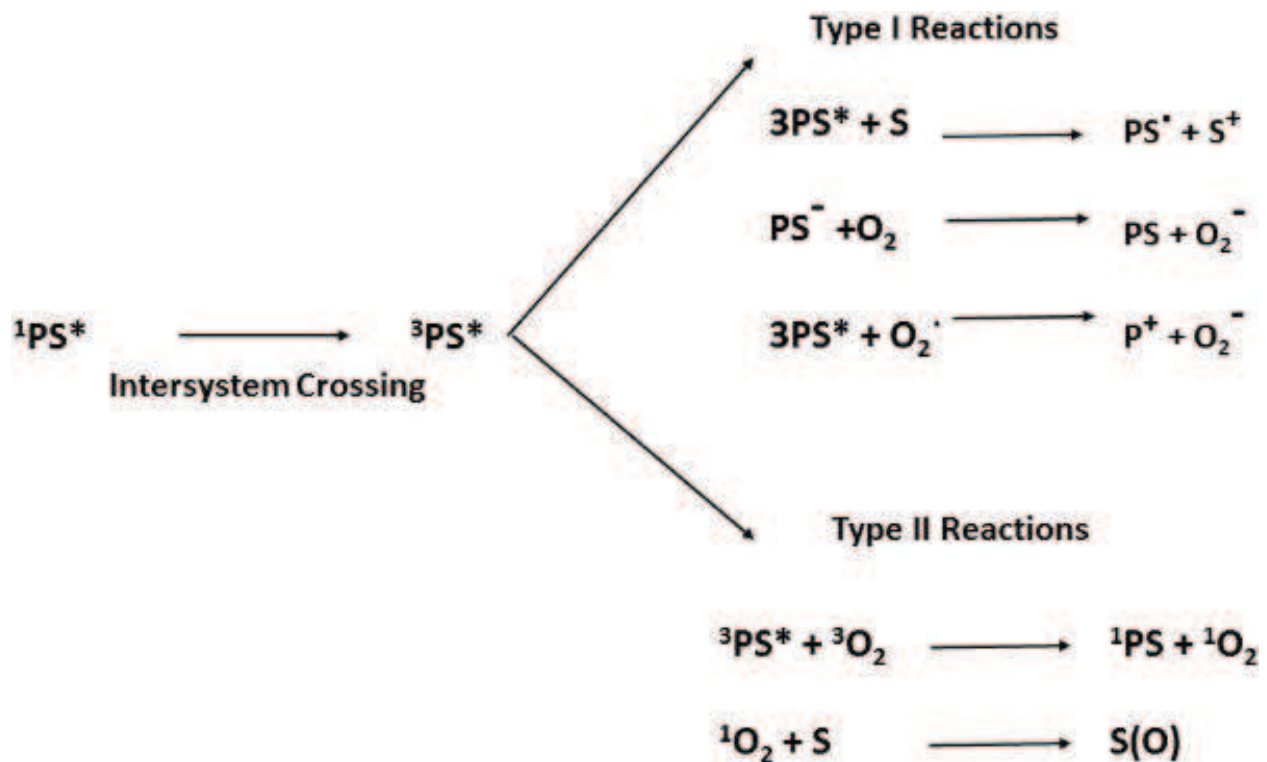 Type I Reactions
3PS* + S → PS• + S⁺
PS⁻ +O₂ → PS + O₂⁻
3PS* + O₂· → P⁺ + O₂⁻
¹PS* → ³PS*
Intersystem Crossing
Type II Reactions
³PS* + ³O₂ → ¹PS + ¹O₂
¹O₂ + S → S(O)